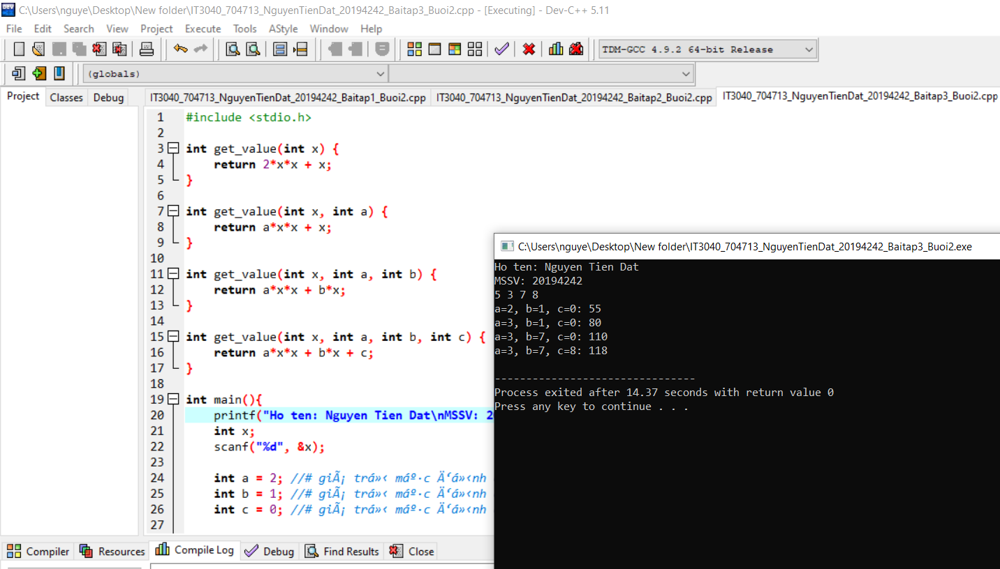 C:\Users\nguye\Desktop\New folder\IT3040_704713_NguyenTienDat_20194242_Baitap3_Buoi2.cpp - [Executing] - Dev-C++ 5.11
File Edit Search View Project Execute Tools AStyle Window Help
TDM-GCC 4.9.2 64-bit Release
(globals)
Project Classes Debug IT3040_704713_NguyenTienDat_20194242_Baitap1_Buoi2.cpp IT3040_704713_NguyenTienDat_20194242_Baitap2_Buoi2.cpp IT3040_704713_NguyenTienDat_20194242_Baitap3_Buoi2.cpp
1 #include <stdio.h>
2
3 int get_value(int x) {
4 return 2*x*x + x;
5 }
6
7 int get_value(int x, int a) {
8 return a*x*x + x;
9 }
10
11 int get_value(int x, int a, int b) {
12 return a*x*x + b*x;
13 }
14
15 int get_value(int x, int a, int b, int c) {
16 return a*x*x + b*x + c;
17 }
18
19 int main(){
20 printf("Ho ten: Nguyen Tien Dat\nMSSV: 2
21 int x;
22 scanf("%d", &x);
23
24 int a = 2; //# giÃ¡ trá»‹ máº·c Ä‘á»‹nh
25 int b = 1; //# giÃ¡ trá»‹ máº·c Ä‘á»‹nh
26 int c = 0; //# giÃ¡ trá»‹ máº·c Ä‘á»‹nh
27
C:\Users\nguye\Desktop\New folder\IT3040_704713_NguyenTienDat_20194242_Baitap3_Buoi2.exe
Ho ten: Nguyen Tien Dat
MSSV: 20194242
5 3 7 8
a=2, b=1, c=0: 55
a=3, b=1, c=0: 80
a=3, b=7, c=0: 110
a=3, b=7, c=8: 118
--------------------------------
Process exited after 14.37 seconds with return value 0
Press any key to continue . . .
Compiler Resources Compile Log Debug Find Results Close